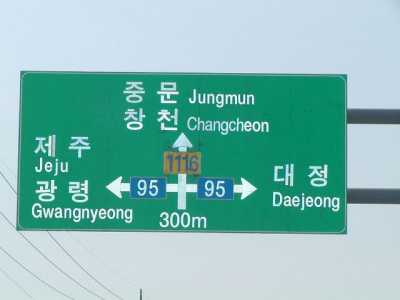 중 문 Jungmun
창 천 Changcheon
제 주
Jeju
광 령
Gwangnyeong
1116
95
95
대 정
Daejeong
300m